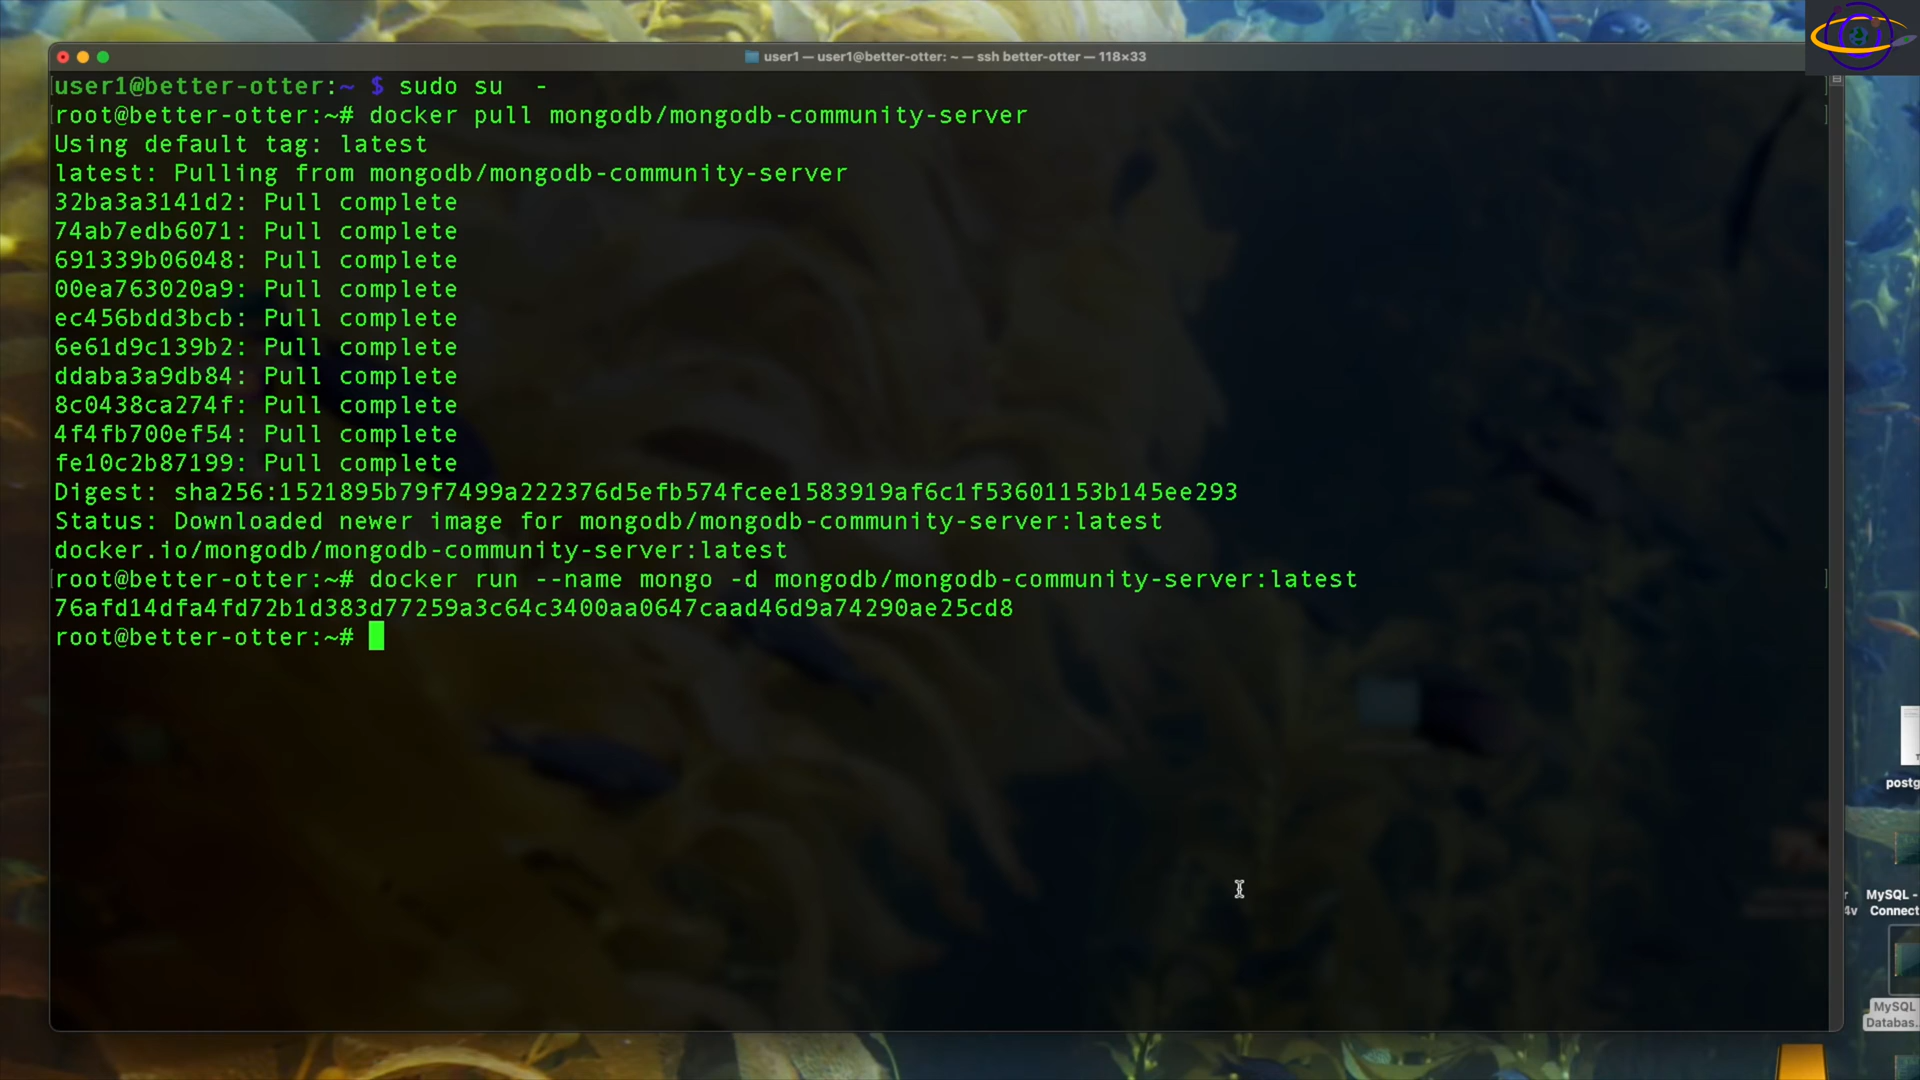 user1 — user1@better-otter: ~ — ssh better-otter — 118×33
user1@better-otter:~ $ sudo su  -
root@better-otter:~# docker pull mongodb/mongodb-community-server
Using default tag: latest
latest: Pulling from mongodb/mongodb-community-server
32ba3a3141d2: Pull complete
74ab7edb6071: Pull complete
691339b06048: Pull complete
00ea763020a9: Pull complete
ec456bdd3bcb: Pull complete
6e61d9c139b2: Pull complete
ddaba3a9db84: Pull complete
8c0438ca274f: Pull complete
4f4fb700ef54: Pull complete
fe10c2b87199: Pull complete
Digest: sha256:1521895b79f7499a222376d5efb574fcee1583919af6c1f53601153b145ee293
Status: Downloaded newer image for mongodb/mongodb-community-server:latest
docker.io/mongodb/mongodb-community-server:latest
root@better-otter:~# docker run --name mongo -d mongodb/mongodb-community-server:latest
76afd14dfa4fd72b1d383d77259a3c64c3400aa0647caad46d9a74290ae25cd8
root@better-otter:~#
postg
MySQL -
Connect
MySQL
Databas...